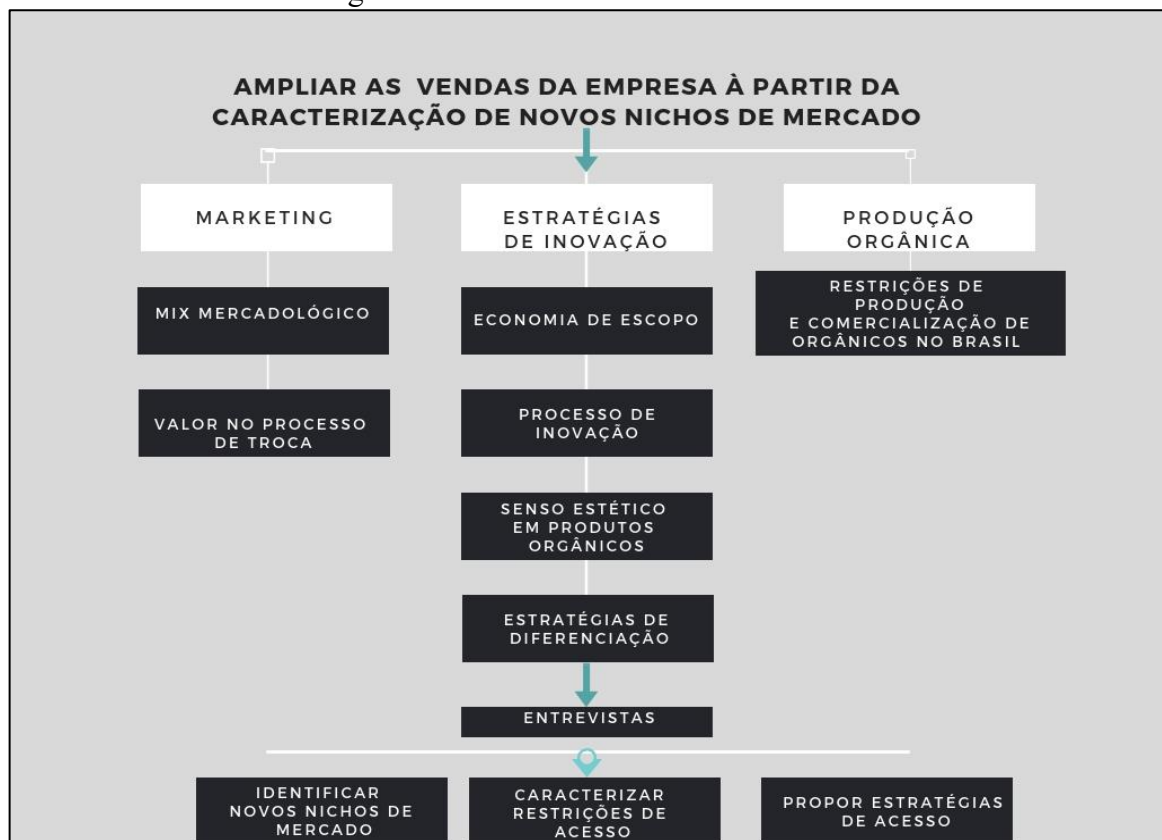 AMPLIAR AS VENDAS DA EMPRESA À PARTIR DA
CARACTERIZAÇÃO DE NOVOS NICHOS DE MERCADO
MARKETING
ESTRATÉGIAS
DE INOVAÇÃO
PRODUÇÃO
ORGÂNICA
MIX MERCADOLÓGICO
ECONOMIA DE ESCOPO
RESTRIÇÕES DE
PRODUÇÃO
E COMERCIALIZAÇÃO DE
ORGÂNICOS NO BRASIL
VALOR NO PROCESSO
DE TROCA
PROCESSO DE
INOVAÇÃO
SENSO ESTÉTICO
EM PRODUTOS
ORGÂNICOS
ESTRATÉGIAS DE
DIFERENCIAÇÃO
ENTREVISTAS
IDENTIFICAR
NOVOS NICHOS DE
MERCADO
CARACTERIZAR
RESTRIÇÕES DE
ACESSO
PROPOR ESTRATÉGIAS
DE ACESSO